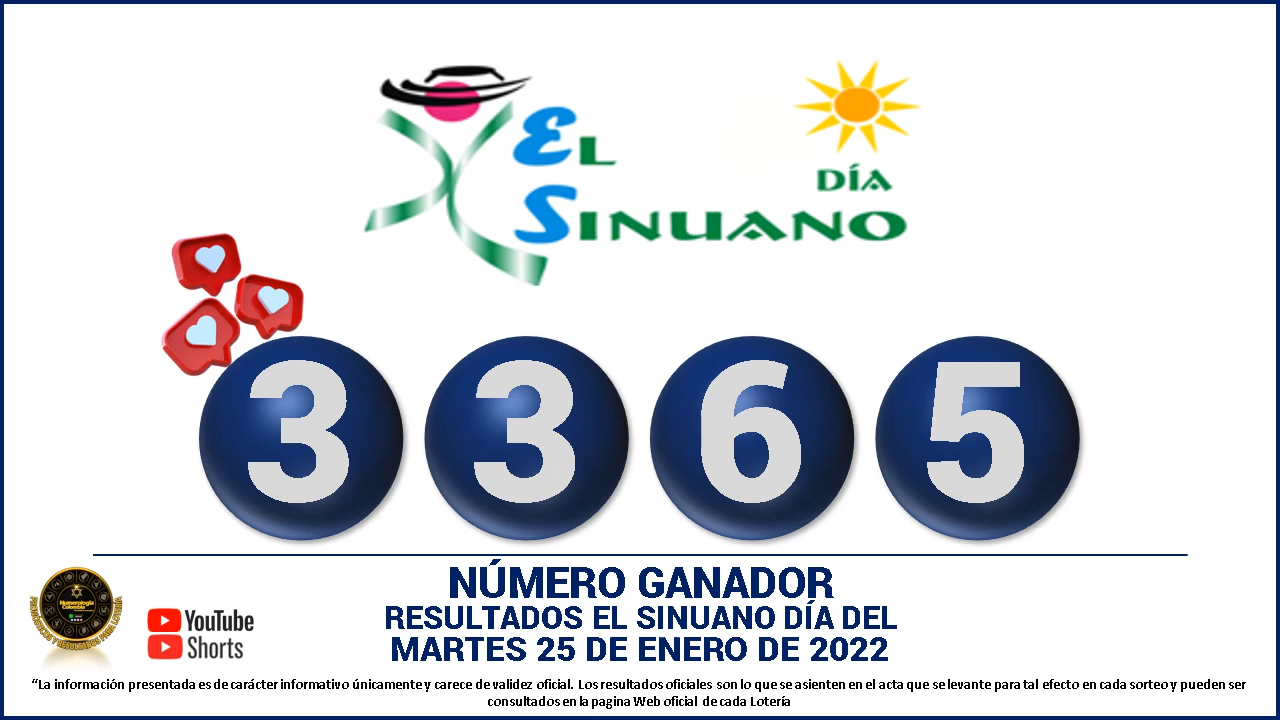 EL
DÍA
SINUANO
3 3 6 5
NÚMERO GANADOR
RESULTADOS EL SINUANO DÍA DEL
MARTES 25 DE ENERO DE 2022
Numerología
Colombia
YouTube
Shorts
“La información presentada es de carácter informativo únicamente y carece de validez oficial. Los resultados oficiales son lo que se asienten en el acta que se levante para tal efecto en cada sorteo y pueden ser
consultados en la pagina Web oficial de cada Lotería